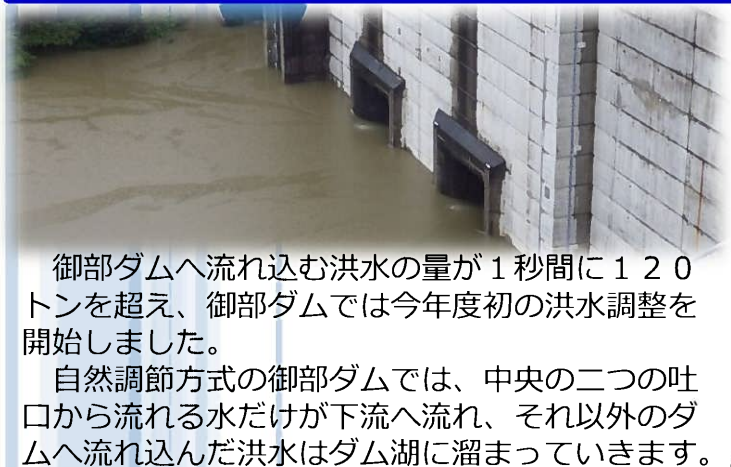 御部ダムへ流れ込む洪水の量が１秒間に１２０
トンを超え、御部ダムでは今年度初の洪水調整を
開始しました。
　自然調節方式の御部ダムでは、中央の二つの吐
口から流れる水だけが下流へ流れ、それ以外のダ
ムへ流れ込んだ洪水はダム湖に溜まっていきます。